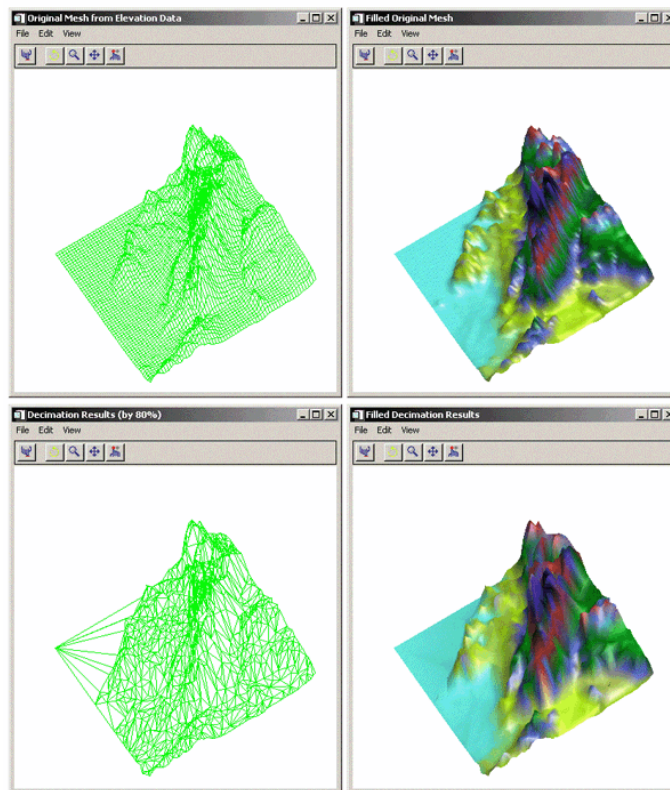 Original Mesh from Elevation Data
File Edit View
Filled Original Mesh
File Edit View
Decimation Results (by 80%)
File Edit View
Filled Decimation Results
File Edit View